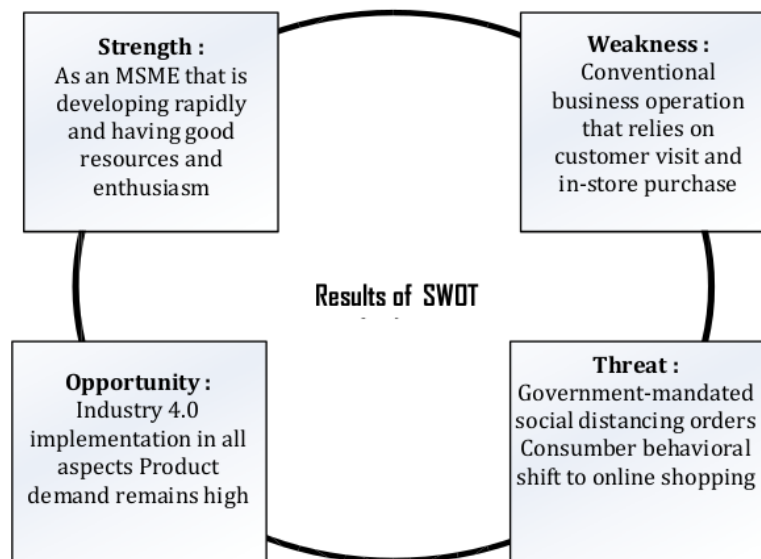 Strength :
As an MSME that is
developing rapidly
and having good
resources and
enthusiasm
Weakness :
Conventional
business operation
that relies on
customer visit and
in-store purchase
Results of SWOT
Opportunity :
Industry 4.0
implementation in all
aspects Product
demand remains high
Threat :
Government-mandated
social distancing orders
Consumber behavioral
shift to online shopping